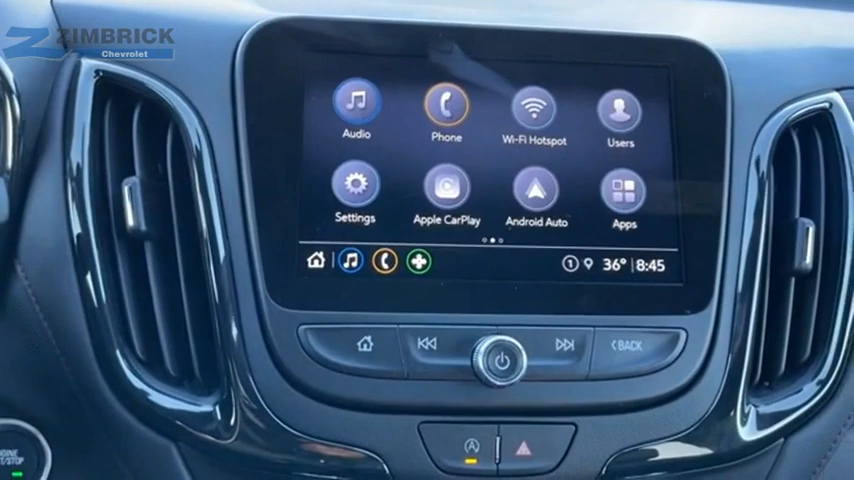 ZIMBRICK
Chevrolet
Audio
Phone
Wi-Fi Hotspot
Users
Settings
Apple CarPlay
Android Auto
Apps
1 36° 8:45
BACK
A